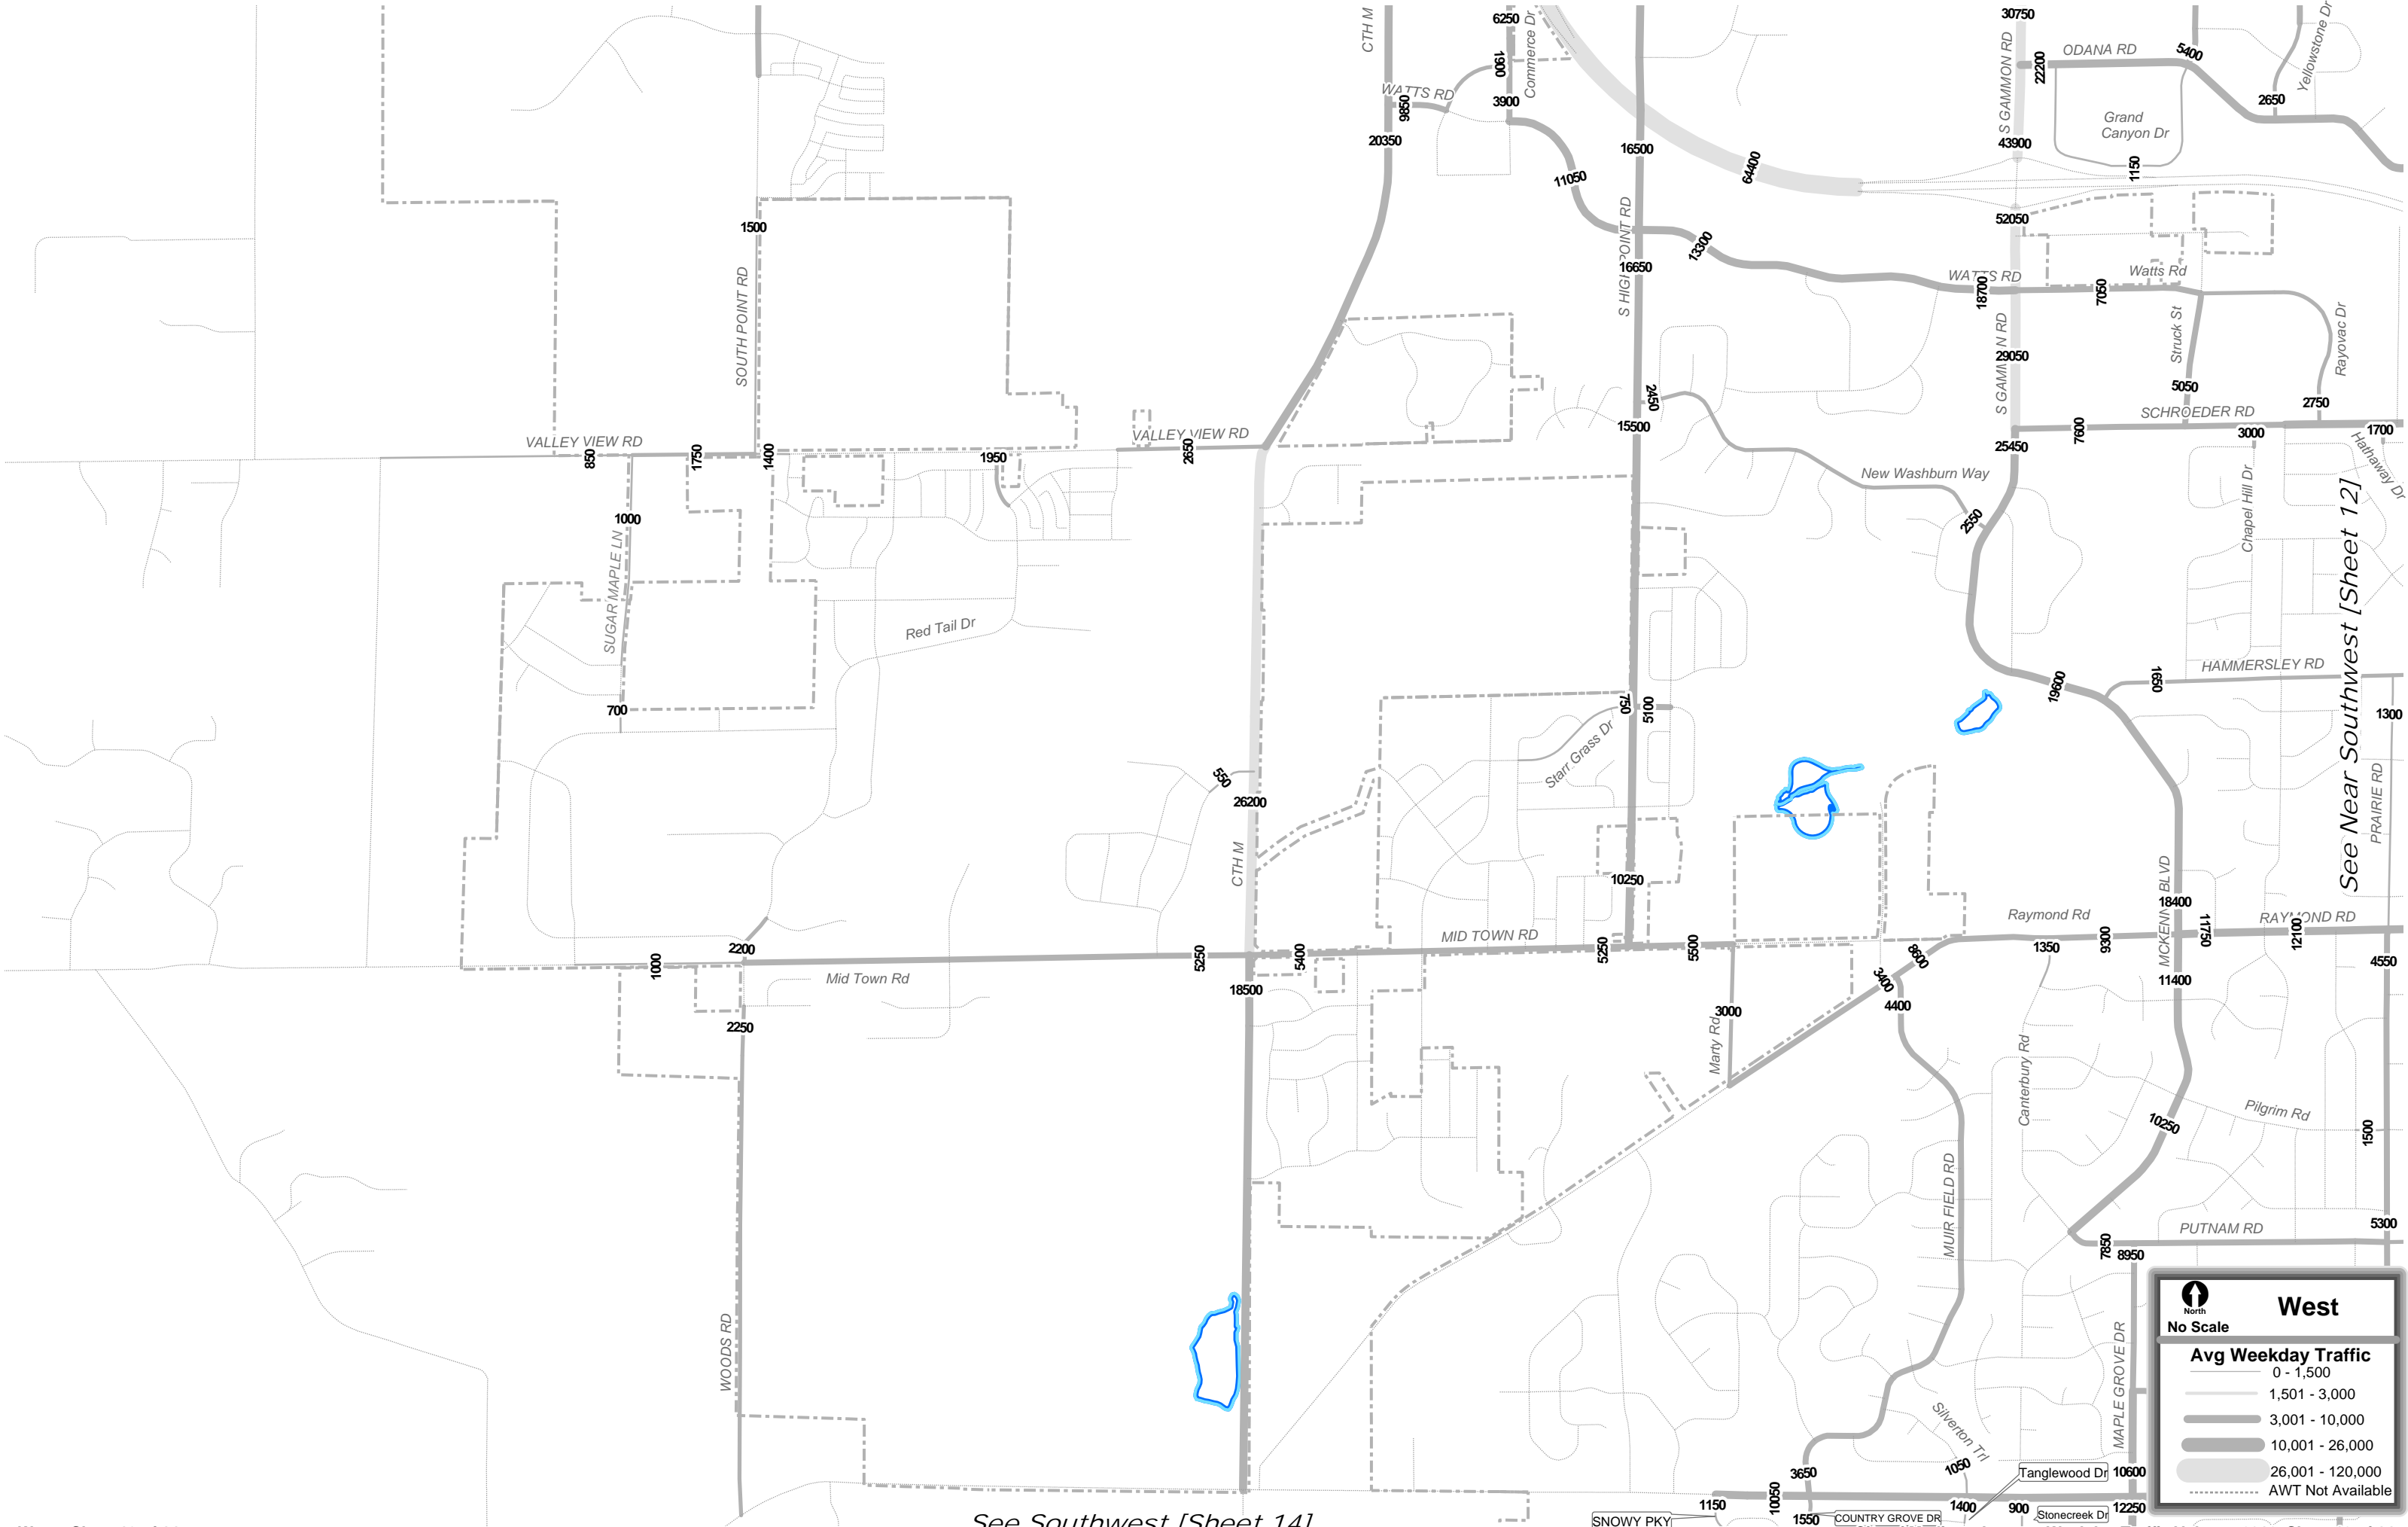 CTH M
6250
Commerce Dr
1900
WATTS RD
9850
3900
20350
11050
16500
64400
30750
ODANA RD
5400
Yellowstone Dr
22200
S GAMMON RD
2650
Grand
Canyon Dr
43900
1150
52050
1500
SOUTH POINT RD
S HIGH POINT RD
16650
13300
WATTS RD
18700
Watts Rd
7050
29050
Struck St
Rayovac Dr
5050
2750
SCHROEDER RD
7600
3000
1700
Hathaway Dr
2450
15500
25450
VALLEY VIEW RD
850
1750
1400
1950
VALLEY VIEW RD
2650
New Washburn Way
2550
Chapel Hill Dr
See Near Southwest [Sheet 12]
1000
SUGAR MAPLE LN
Red Tail Dr
700
HAMMERSLEY RD
1650
19600
1300
750
5100
Starr Grass Dr
550
26200
CTH M
PRAIRIE RD
10250
MID TOWN RD
18400
11750
RAYMOND RD
12100
Raymond Rd
1350
9300
8600
2200
1000
Mid Town Rd
5250
5400
5250
5500
18500
3400
4400
11400
4550
2250
3000
Marty Rd
Canterbury Rd
Pilgrim Rd
10250
1500
MUIR FIELD RD
PUTNAM RD
5300
7850
8950
WOODS RD
MAPLE GROVE DR
Silverton Trl
3650
1050
Tanglewood Dr
10600
1150
10050
1550
1400
900
12250
SNOWY PKY
COUNTRY GROVE DR
Stonecreek Dr
North
No Scale
West
Avg Weekday Traffic
0 - 1,500
1,501 - 3,000
3,001 - 10,000
10,001 - 26,000
26,001 - 120,000
AWT Not Available
See Southwest [Sheet 14]